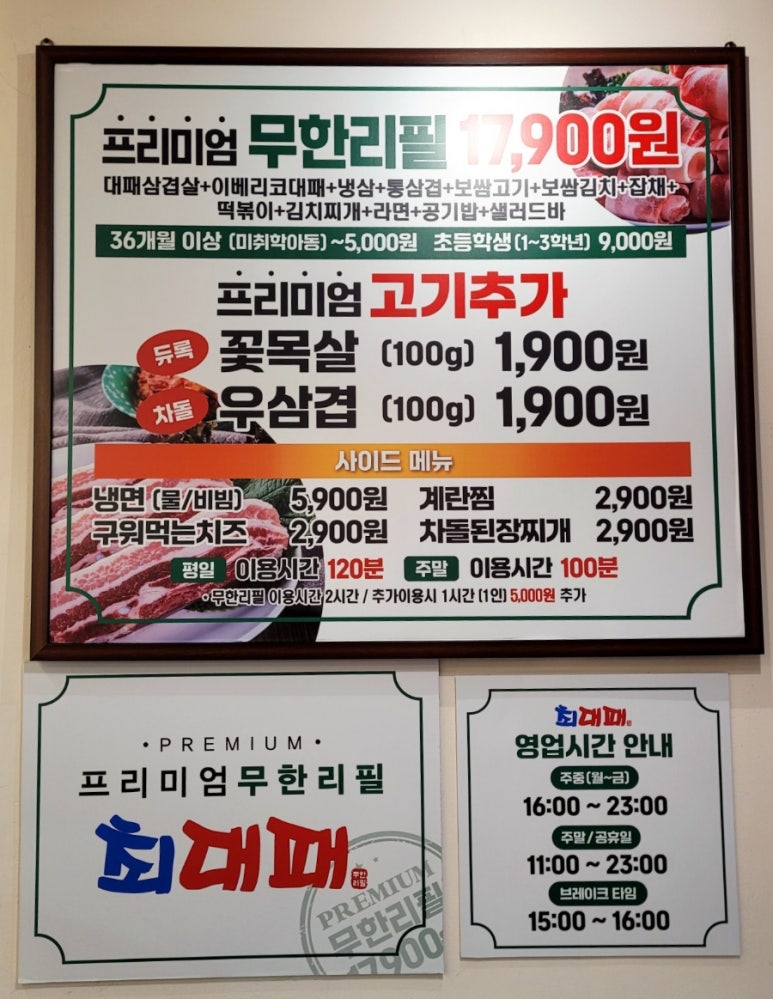 프리미엄 무한리필 17,900원
대패삼겹살+이베리코대패+냉삼+통삼겹+보쌈고기+보쌈김치+잡채+
떡볶이+김치찌개+라면+공기밥+샐러드바
36개월 이상 (미취학아동) ~5,000원 초등학생 (1~3학년) 9,000원
프리미엄 고기추가
듀록 꽃목살 (100g) 1,900원
차돌 우삼겹 (100g) 1,900원
사이드 메뉴
냉면 (물/비빔) 5,900원 계란찜 2,900원
구워먹는치즈 2,900원 차돌된장찌개 2,900원
평일 이용시간 120분 주말 이용시간 100분
• 무한리필 이용시간 2시간 / 추가이용시 1시간 (1인) 5,000원 추가
• PREMIUM •
프리미엄무한리필
최대패
무한
리필
PREMIUM
무한리필
17,900
최대패
영업시간 안내
주중(월~금)
16:00 ~ 23:00
주말/공휴일
11:00 ~ 23:00
브레이크 타임
15:00 ~ 16:00